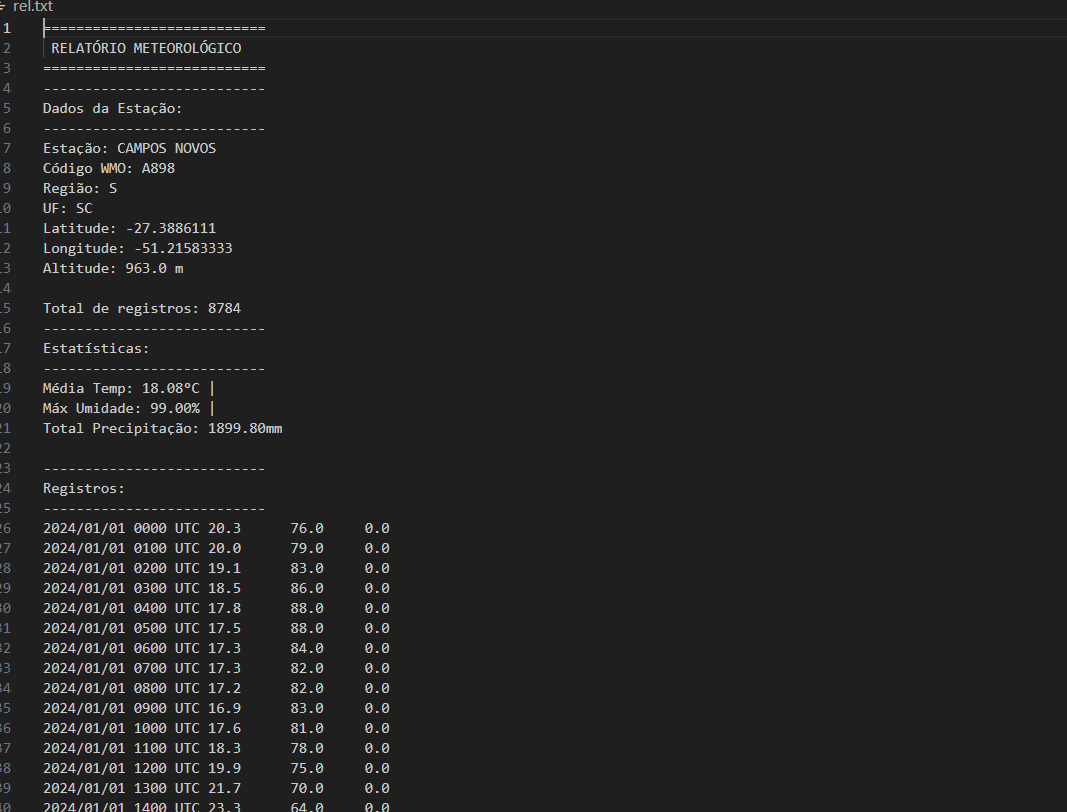 rel.txt
1 ===========================
2  RELATÓRIO METEOROLÓGICO
3 ===========================
4 ---------------------------
5 Dados da Estação:
6 ---------------------------
7 Estação: CAMPOS NOVOS
8 Código WMO: A898
9 Região: S
10 UF: SC
11 Latitude: -27.3886111
12 Longitude: -51.21583333
13 Altitude: 963.0 m
14
15 Total de registros: 8784
16 ---------------------------
17 Estatísticas:
18 ---------------------------
19 Média Temp: 18.08ºC |
20 Máx Umidade: 99.00% |
21 Total Precipitação: 1899.80mm
22
23 ---------------------------
24 Registros:
25 ---------------------------
26 2024/01/01 0000 UTC 20.3      76.0     0.0
27 2024/01/01 0100 UTC 20.0      79.0     0.0
28 2024/01/01 0200 UTC 19.1      83.0     0.0
29 2024/01/01 0300 UTC 18.5      86.0     0.0
30 2024/01/01 0400 UTC 17.8      88.0     0.0
31 2024/01/01 0500 UTC 17.5      88.0     0.0
32 2024/01/01 0600 UTC 17.3      84.0     0.0
33 2024/01/01 0700 UTC 17.3      82.0     0.0
34 2024/01/01 0800 UTC 17.2      82.0     0.0
35 2024/01/01 0900 UTC 16.9      83.0     0.0
36 2024/01/01 1000 UTC 17.6      81.0     0.0
37 2024/01/01 1100 UTC 18.3      78.0     0.0
38 2024/01/01 1200 UTC 19.9      75.0     0.0
39 2024/01/01 1300 UTC 21.7      70.0     0.0
40 2024/01/01 1400 UTC 23.3      64.0     0.0